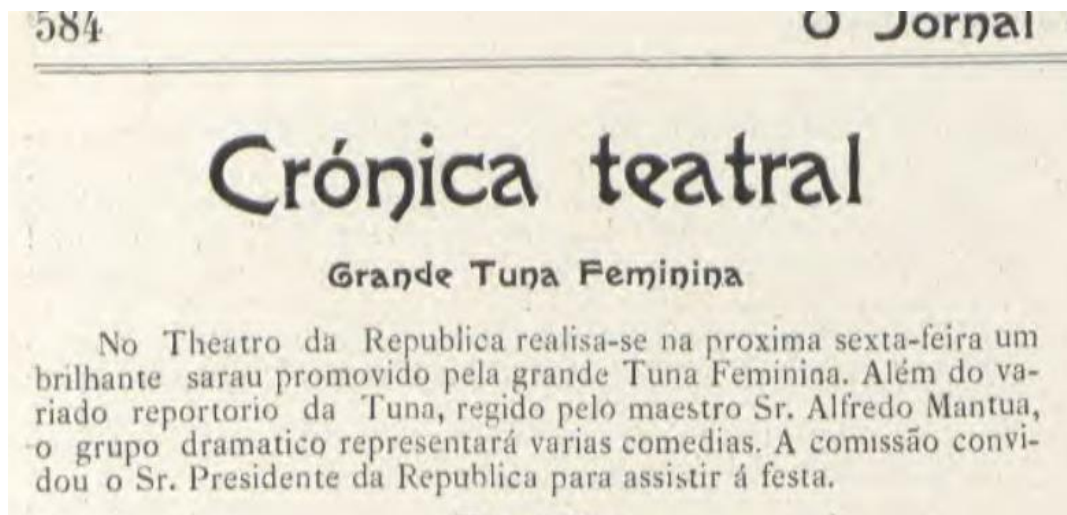 584
O Jornal
Crónica teatral
Grande Tuna Feminina
No Theatro da Republica realisa-se na proxima sexta-feira um
brilhante sarau promovido pela grande Tuna Feminina. Além do va-
riado reportorio da Tuna, regido pelo maestro Sr. Alfredo Mantua,
o grupo dramatico representará varias comedias. A comissão convi-
dou o Sr. Presidente da Republica para assistir á festa.